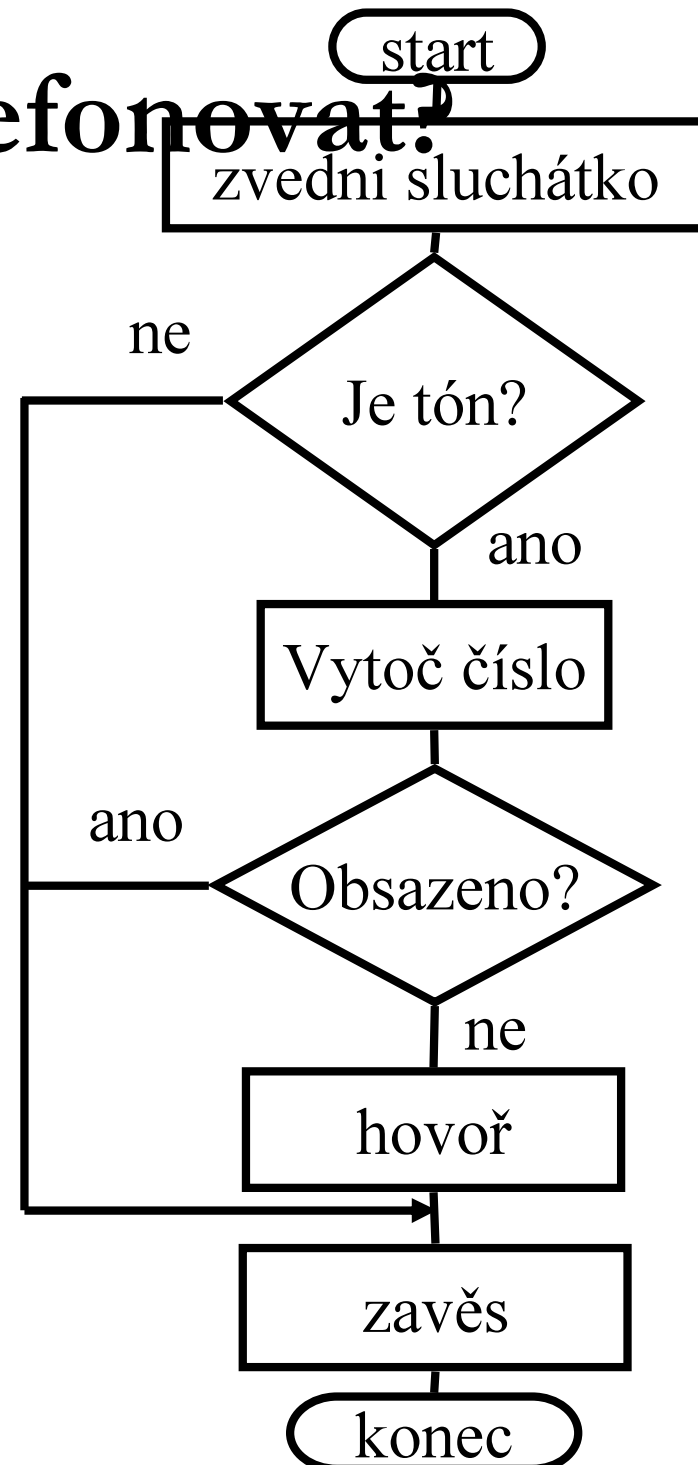 start
efonovat?
zvedni sluchátko
ne
Je tón?
ano
Vytoč číslo
ano
Obsazeno?
ne
hovoř
zavěs
konec